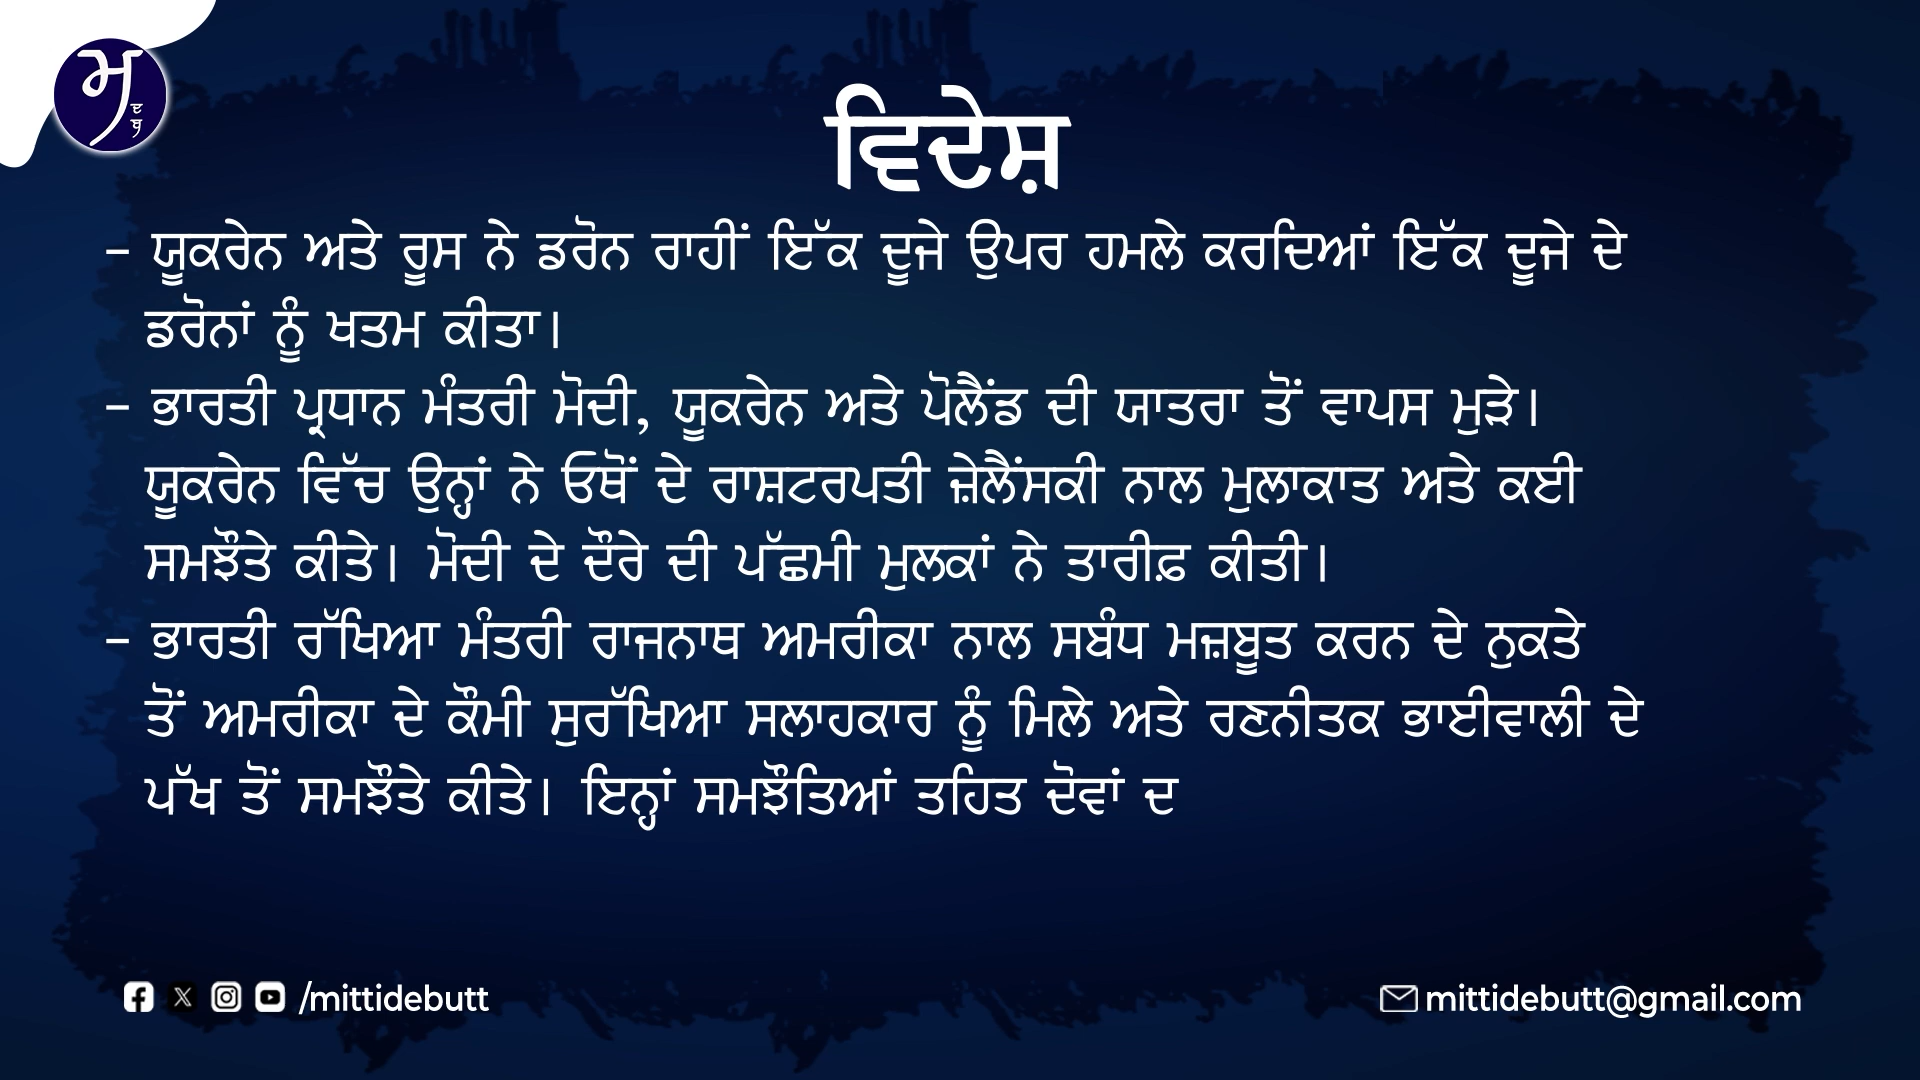 ਮ
ਦ
ਬ
ਵਿਦੇਸ਼
– ਯੂਕਰੇਨ ਅਤੇ ਰੂਸ ਨੇ ਡਰੋਨ ਰਾਹੀਂ ਇੱਕ ਦੂਜੇ ਉਪਰ ਹਮਲੇ ਕਰਦਿਆਂ ਇੱਕ ਦੂਜੇ ਦੇ
ਡਰੋਨਾਂ ਨੂੰ ਖਤਮ ਕੀਤਾ।
– ਭਾਰਤੀ ਪ੍ਰਧਾਨ ਮੰਤਰੀ ਮੋਦੀ, ਯੂਕਰੇਨ ਅਤੇ ਪੋਲੈਂਡ ਦੀ ਯਾਤਰਾ ਤੋਂ ਵਾਪਸ ਮੁੜੇ।
ਯੂਕਰੇਨ ਵਿੱਚ ਉਨ੍ਹਾਂ ਨੇ ਓਥੋਂ ਦੇ ਰਾਸ਼ਟਰਪਤੀ ਜ਼ੇਲੈਂਸਕੀ ਨਾਲ ਮੁਲਾਕਾਤ ਅਤੇ ਕਈ
ਸਮਝੌਤੇ ਕੀਤੇ। ਮੋਦੀ ਦੇ ਦੌਰੇ ਦੀ ਪੱਛਮੀ ਮੁਲਕਾਂ ਨੇ ਤਾਰੀਫ਼ ਕੀਤੀ।
– ਭਾਰਤੀ ਰੱਖਿਆ ਮੰਤਰੀ ਰਾਜਨਾਥ ਅਮਰੀਕਾ ਨਾਲ ਸਬੰਧ ਮਜ਼ਬੂਤ ਕਰਨ ਦੇ ਨੁਕਤੇ
ਤੋਂ ਅਮਰੀਕਾ ਦੇ ਕੌਮੀ ਸੁਰੱਖਿਆ ਸਲਾਹਕਾਰ ਨੂੰ ਮਿਲੇ ਅਤੇ ਰਣਨੀਤਕ ਭਾਈਵਾਲੀ ਦੇ
ਪੱਖ ਤੋਂ ਸਮਝੌਤੇ ਕੀਤੇ। ਇਨ੍ਹਾਂ ਸਮਝੌਤਿਆਂ ਤਹਿਤ ਦੋਵਾਂ ਦ
/mittidebutt
mittidebutt@gmail.com